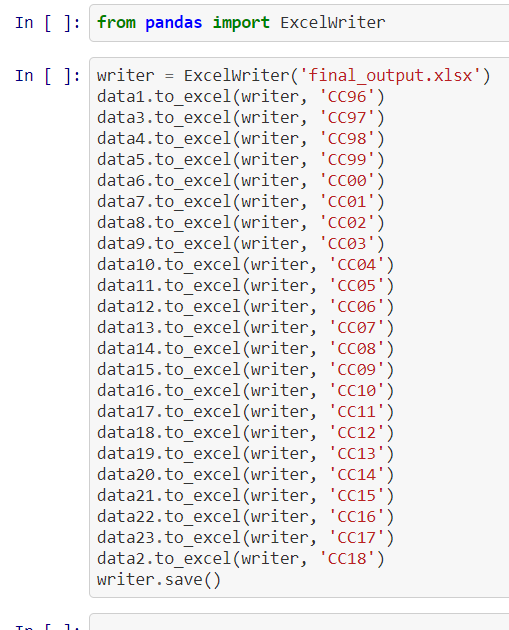 In [ ]: from pandas import ExcelWriter
In [ ]: writer = ExcelWriter('final_output.xlsx')
data1.to_excel(writer, 'CC96')
data3.to_excel(writer, 'CC97')
data4.to_excel(writer, 'CC98')
data5.to_excel(writer, 'CC99')
data6.to_excel(writer, 'CC00')
data7.to_excel(writer, 'CC01')
data8.to_excel(writer, 'CC02')
data9.to_excel(writer, 'CC03')
data10.to_excel(writer, 'CC04')
data11.to_excel(writer, 'CC05')
data12.to_excel(writer, 'CC06')
data13.to_excel(writer, 'CC07')
data14.to_excel(writer, 'CC08')
data15.to_excel(writer, 'CC09')
data16.to_excel(writer, 'CC10')
data17.to_excel(writer, 'CC11')
data18.to_excel(writer, 'CC12')
data19.to_excel(writer, 'CC13')
data20.to_excel(writer, 'CC14')
data21.to_excel(writer, 'CC15')
data22.to_excel(writer, 'CC16')
data23.to_excel(writer, 'CC17')
data2.to_excel(writer, 'CC18')
writer.save()
In [ ]: